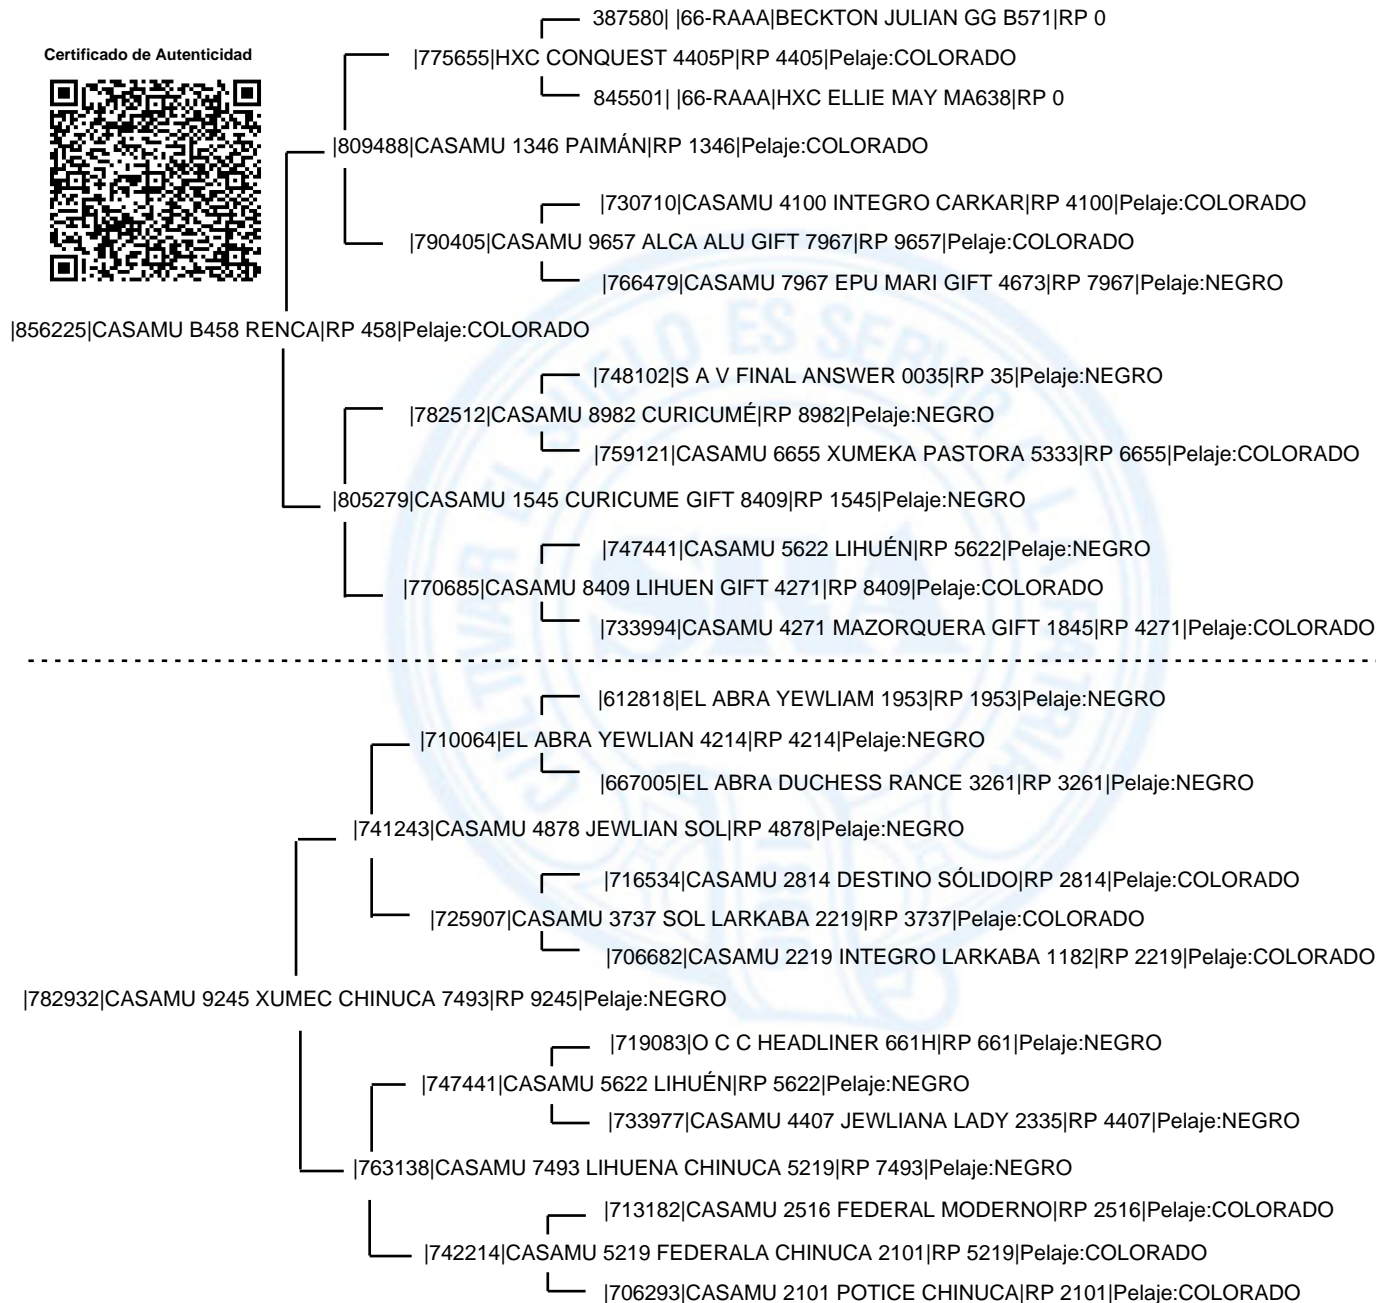 387580| |66-RAAA|BECKTON JULIAN GG B571|RP 0
Certificado de Autenticidad
|775655|HXC CONQUEST 4405P|RP 4405|Pelaje:COLORADO
845501| |66-RAAA|HXC ELLIE MAY MA638|RP 0
|809488|CASAMU 1346 PAIMÁN|RP 1346|Pelaje:COLORADO
|730710|CASAMU 4100 INTEGRO CARKAR|RP 4100|Pelaje:COLORADO
|790405|CASAMU 9657 ALCA ALU GIFT 7967|RP 9657|Pelaje:COLORADO
|766479|CASAMU 7967 EPU MARI GIFT 4673|RP 7967|Pelaje:NEGRO
|856225|CASAMU B458 RENCA|RP 458|Pelaje:COLORADO
|748102|S A V FINAL ANSWER 0035|RP 35|Pelaje:NEGRO
|782512|CASAMU 8982 CURICUMÉ|RP 8982|Pelaje:NEGRO
|759121|CASAMU 6655 XUMEKA PASTORA 5333|RP 6655|Pelaje:COLORADO
|805279|CASAMU 1545 CURICUME GIFT 8409|RP 1545|Pelaje:NEGRO
|747441|CASAMU 5622 LIHUÉN|RP 5622|Pelaje:NEGRO
|770685|CASAMU 8409 LIHUEN GIFT 4271|RP 8409|Pelaje:COLORADO
|733994|CASAMU 4271 MAZORQUERA GIFT 1845|RP 4271|Pelaje:COLORADO
|612818|EL ABRA YEWLIAM 1953|RP 1953|Pelaje:NEGRO
|710064|EL ABRA YEWLIAN 4214|RP 4214|Pelaje:NEGRO
|667005|EL ABRA DUCHESS RANCE 3261|RP 3261|Pelaje:NEGRO
|741243|CASAMU 4878 JEWLIAN SOL|RP 4878|Pelaje:NEGRO
|716534|CASAMU 2814 DESTINO SÓLIDO|RP 2814|Pelaje:COLORADO
|725907|CASAMU 3737 SOL LARKABA 2219|RP 3737|Pelaje:COLORADO
|706682|CASAMU 2219 INTEGRO LARKABA 1182|RP 2219|Pelaje:COLORADO
|782932|CASAMU 9245 XUMEC CHINUCA 7493|RP 9245|Pelaje:NEGRO
|719083|O C C HEADLINER 661H|RP 661|Pelaje:NEGRO
|747441|CASAMU 5622 LIHUÉN|RP 5622|Pelaje:NEGRO
|733977|CASAMU 4407 JEWLIANA LADY 2335|RP 4407|Pelaje:NEGRO
|763138|CASAMU 7493 LIHUENA CHINUCA 5219|RP 7493|Pelaje:NEGRO
|713182|CASAMU 2516 FEDERAL MODERNO|RP 2516|Pelaje:COLORADO
|742214|CASAMU 5219 FEDERALA CHINUCA 2101|RP 5219|Pelaje:COLORADO
|706293|CASAMU 2101 POTICE CHINUCA|RP 2101|Pelaje:COLORADO
CULTIVAR EL SUELO ES SERVIR A LA PATRIA
SRA
1866